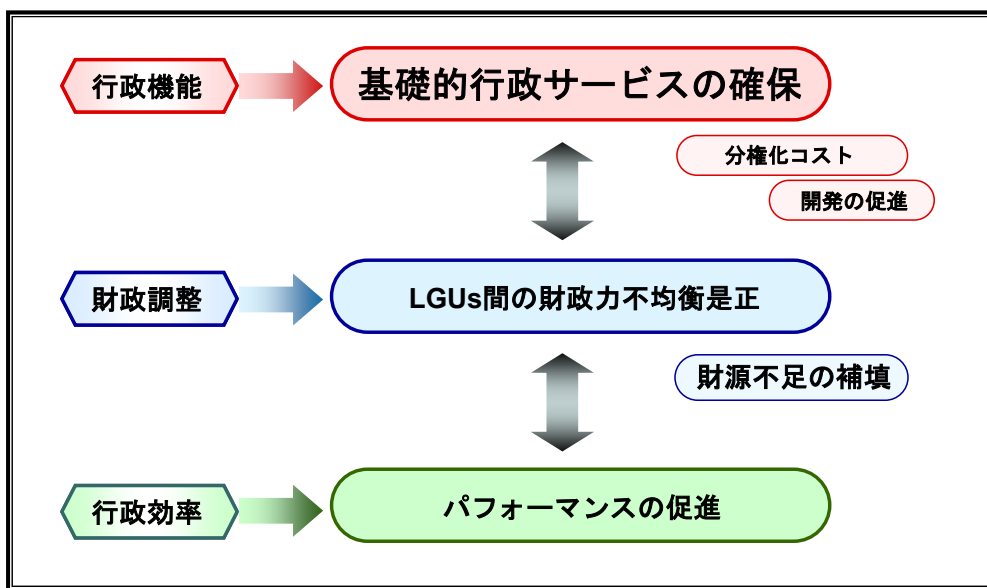 行政機能
基礎的行政サービスの確保
分権化コスト
開発の促進
財政調整
LGUs間の財政力不均衡是正
財源不足の補填
行政効率
パフォーマンスの促進